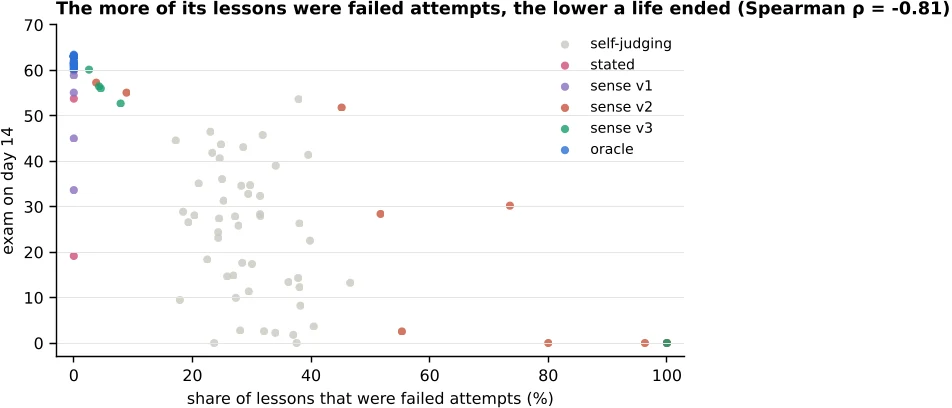 The more of its lessons were failed attempts, the lower a life ended (Spearman ρ = -0.81)
70
60
50
40
30
20
10
0
exam on day 14
self-judging
stated
sense v1
sense v2
sense v3
oracle
0 20 40 60 80 100
share of lessons that were failed attempts (%)